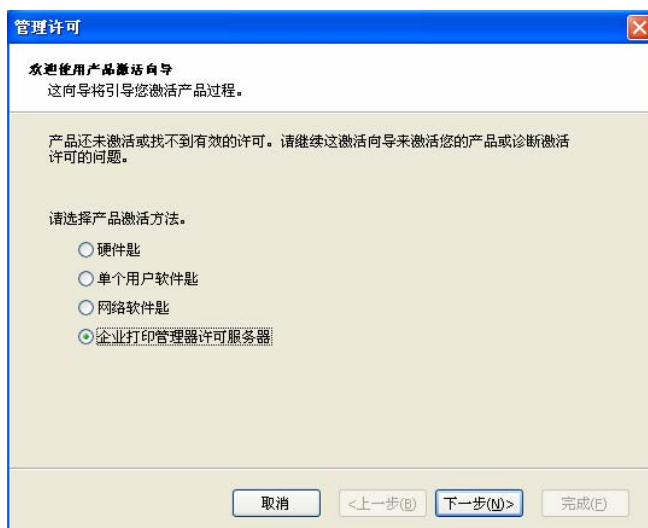 管理许可
欢迎使用产品激活向导
这向导将引导您激活产品过程。
产品还未激活或找不到有效的许可。请继续这激活向导来激活您的产品或诊断激活
许可的问题。
请选择产品激活方法。
硬件匙
单个用户软件匙
网络软件匙
企业打印管理器许可服务器
取消 <上一步(B) 下一步(N)> 完成(F)